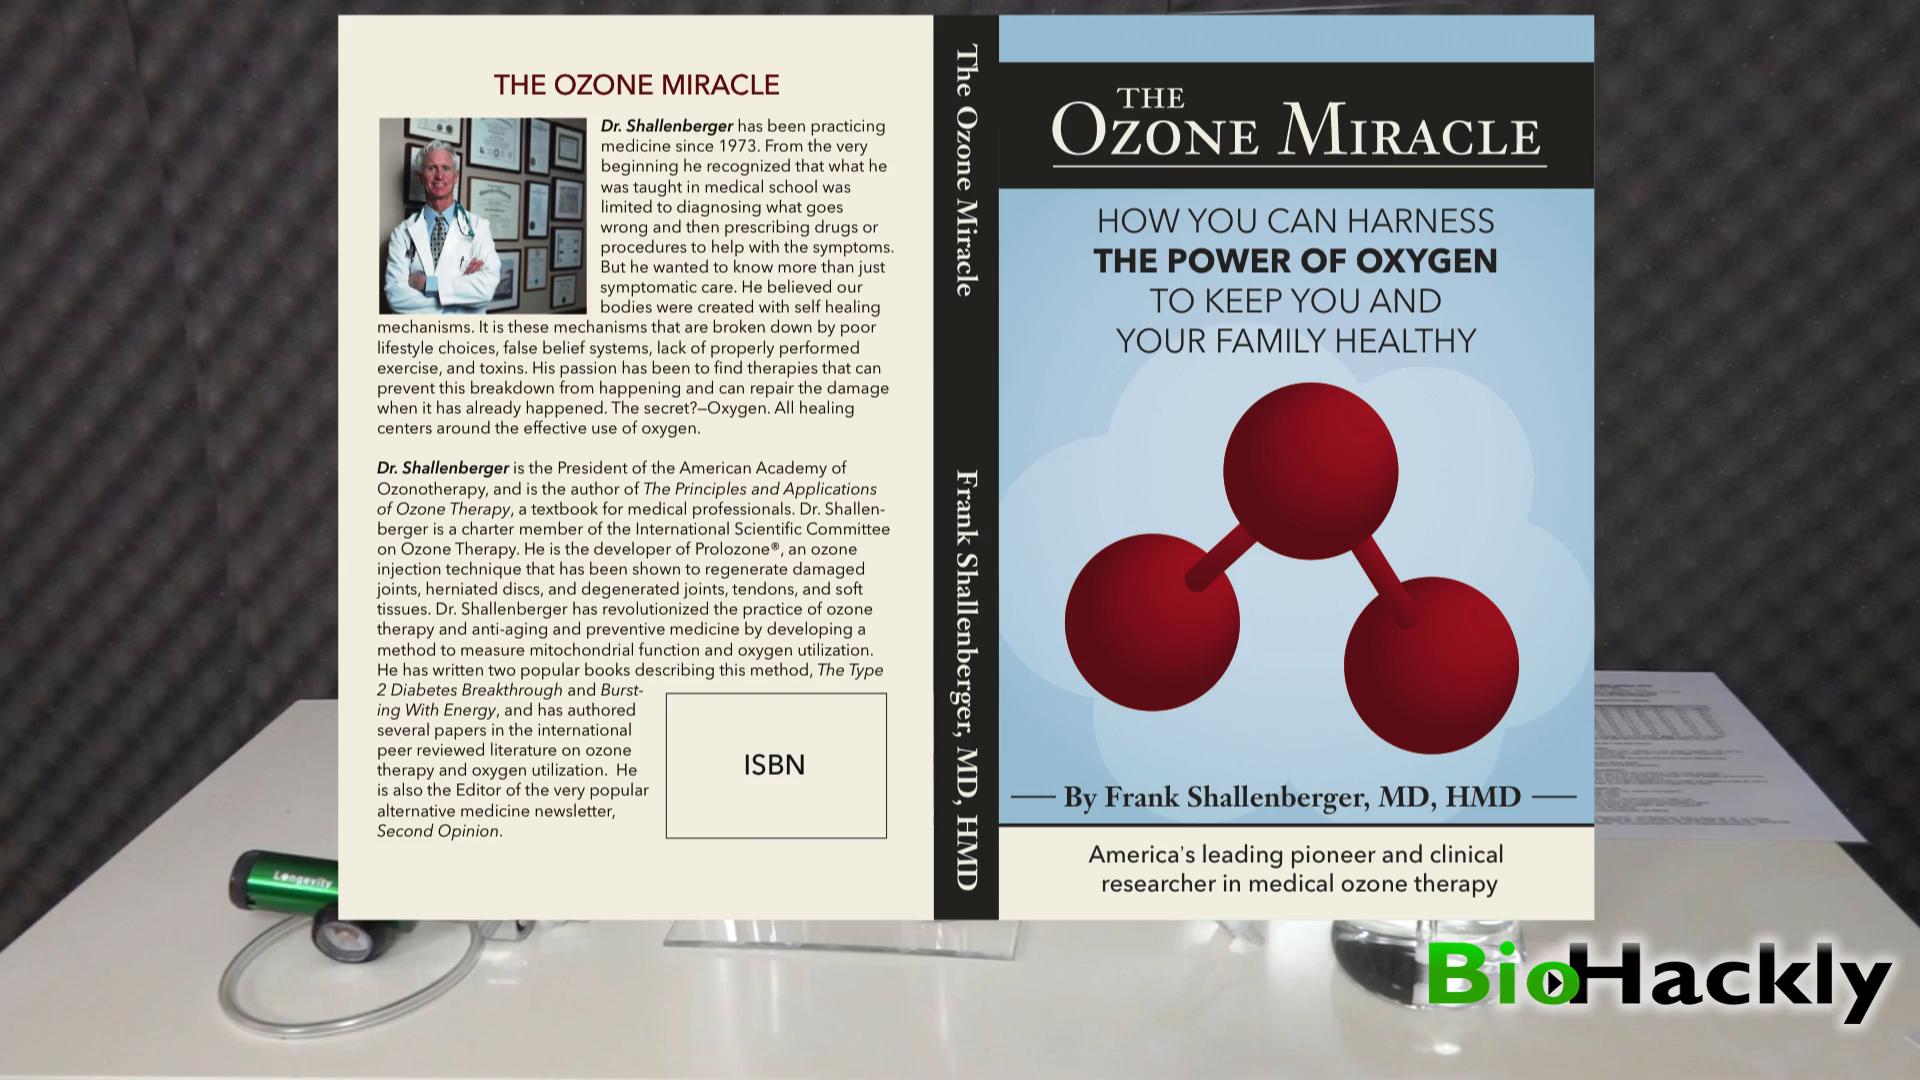 THE OZONE MIRACLE
Dr. Shallenberger has been practicing
medicine since 1973. From the very
beginning he recognized that what he
was taught in medical school was
limited to diagnosing what goes
wrong and then prescribing drugs or
procedures to help with the symptoms.
But he wanted to know more than just
symptomatic care. He believed our
bodies were created with self healing
mechanisms. It is these mechanisms that are broken down by poor
lifestyle choices, false belief systems, lack of properly performed
exercise, and toxins. His passion has been to find therapies that can
prevent this breakdown from happening and can repair the damage
when it has already happened. The secret?–Oxygen. All healing
centers around the effective use of oxygen.
Dr. Shallenberger is the President of the American Academy of
Ozonotherapy, and is the author of The Principles and Applications
of Ozone Therapy, a textbook for medical professionals. Dr. Shallen-
berger is a charter member of the International Scientific Committee
on Ozone Therapy. He is the developer of Prolozone®, an ozone
injection technique that has been shown to regenerate damaged
joints, herniated discs, and degenerated joints, tendons, and soft
tissues. Dr. Shallenberger has revolutionized the practice of ozone
therapy and anti-aging and preventive medicine by developing a
method to measure mitochondrial function and oxygen utilization.
He has written two popular books describing this method, The Type
2 Diabetes Breakthrough and Burst-
ing With Energy, and has authored
several papers in the international
peer reviewed literature on ozone
therapy and oxygen utilization. He
is also the Editor of the very popular
alternative medicine newsletter,
Second Opinion.
ISBN
The Ozone Miracle
Frank Shallenberger, MD, HMD
THE
OZONE MIRACLE
HOW YOU CAN HARNESS
THE POWER OF OXYGEN
TO KEEP YOU AND
YOUR FAMILY HEALTHY
By Frank Shallenberger, MD, HMD
America's leading pioneer and clinical
researcher in medical ozone therapy
Longevity
BioHackly